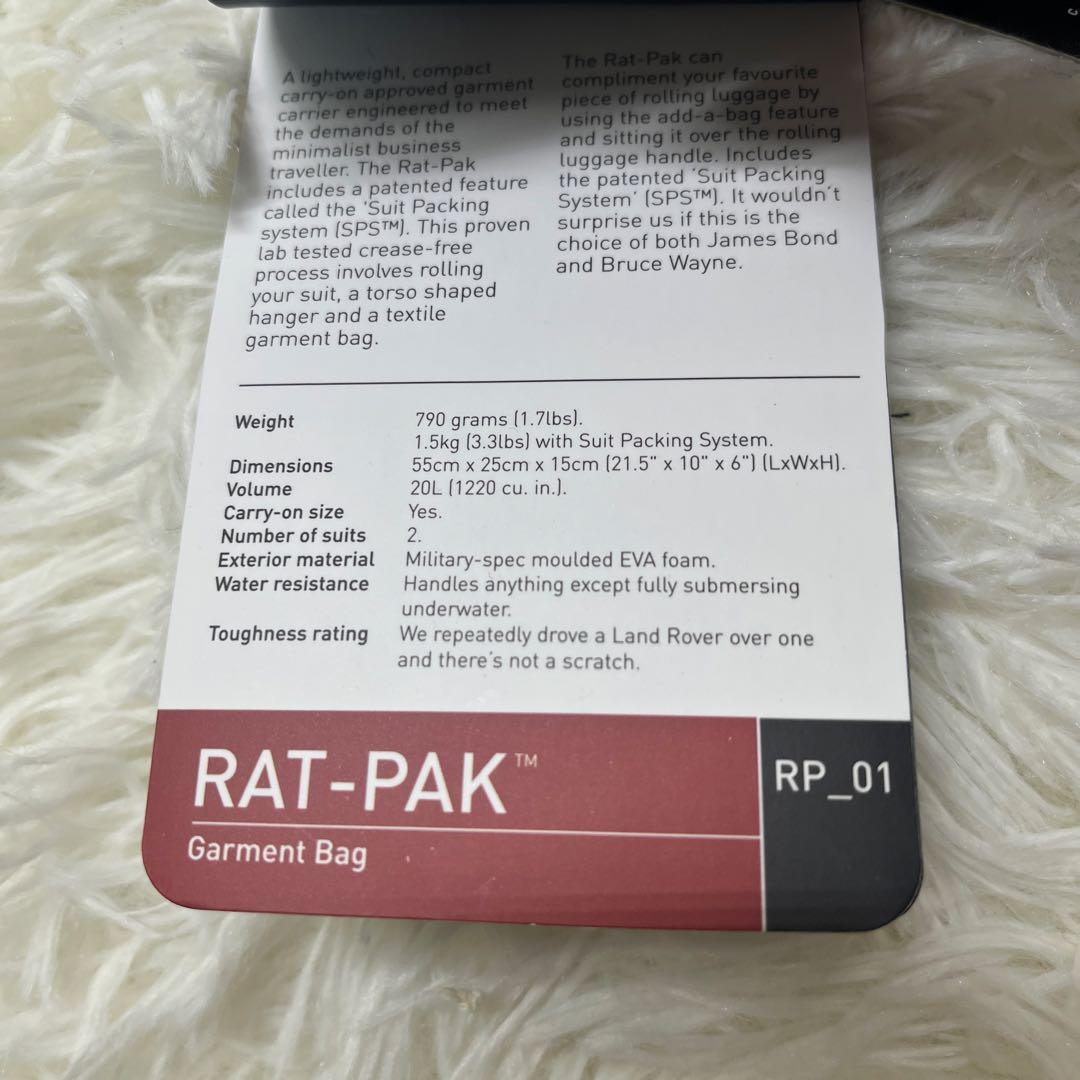 A lightweight, compact
carry-on approved garment
carrier engineered to meet
the demands of the
minimalist business
traveller. The Rat-Pak
includes a patented feature
called the 'Suit Packing
system (SPS™). This proven
lab tested crease-free
process involves rolling
your suit, a torso shaped
hanger and a textile
garment bag.
The Rat-Pak can
compliment your favourite
piece of rolling luggage by
using the add-a-bag feature
and sitting it over the rolling
luggage handle. Includes
the patented 'Suit Packing
System' (SPS™). It wouldn't
surprise us if this is the
choice of both James Bond
and Bruce Wayne.
Weight 790 grams (1.7lbs).
1.5kg (3.3lbs) with Suit Packing System.
Dimensions 55cm x 25cm x 15cm (21.5" x 10" x 6") (LxWxH).
Volume 20L (1220 cu. in.).
Carry-on size Yes.
Number of suits 2.
Exterior material Military-spec moulded EVA foam.
Water resistance Handles anything except fully submersing
underwater.
Toughness rating We repeatedly drove a Land Rover over one
and there's not a scratch.
RAT-PAK™
Garment Bag
RP_01